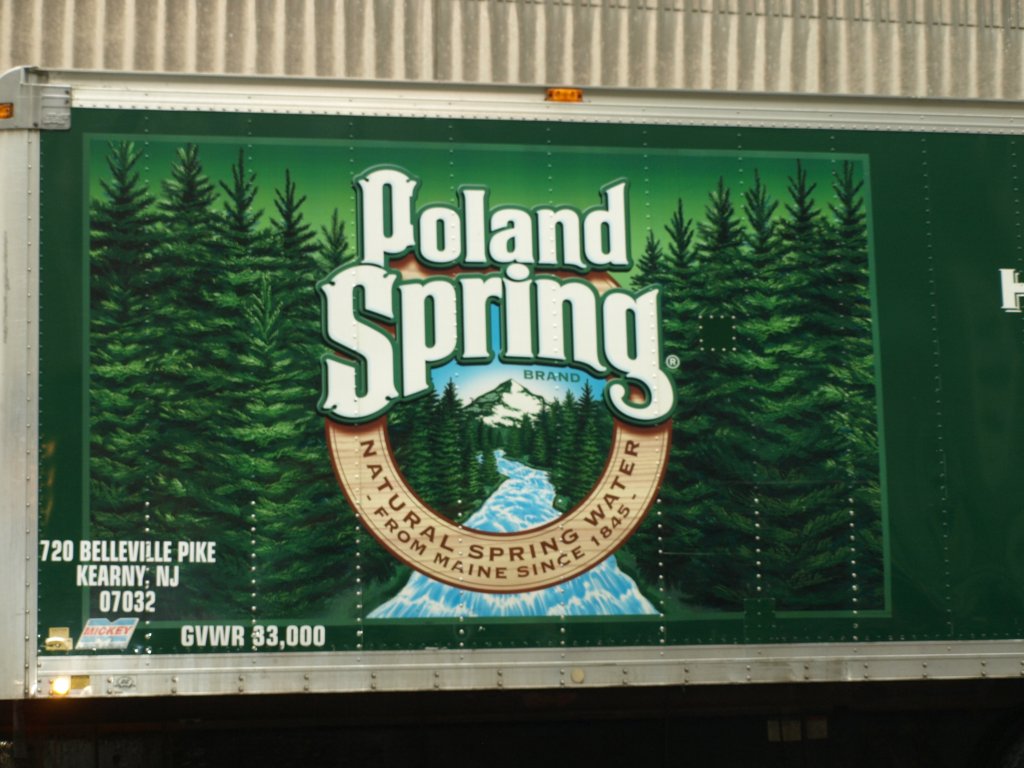 Poland
Spring®
BRAND
NATURAL SPRING WATER
- FROM MAINE SINCE 1845 -
H
720 BELLEVILLE PIKE
KEARNY, NJ
07032
MICKEY
GVWR 33,000